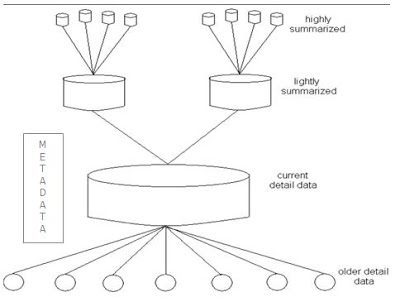 highly
summarized
lightly
summarized
M
E
T
A
D
A
T
A
current
detail data
older detail
data